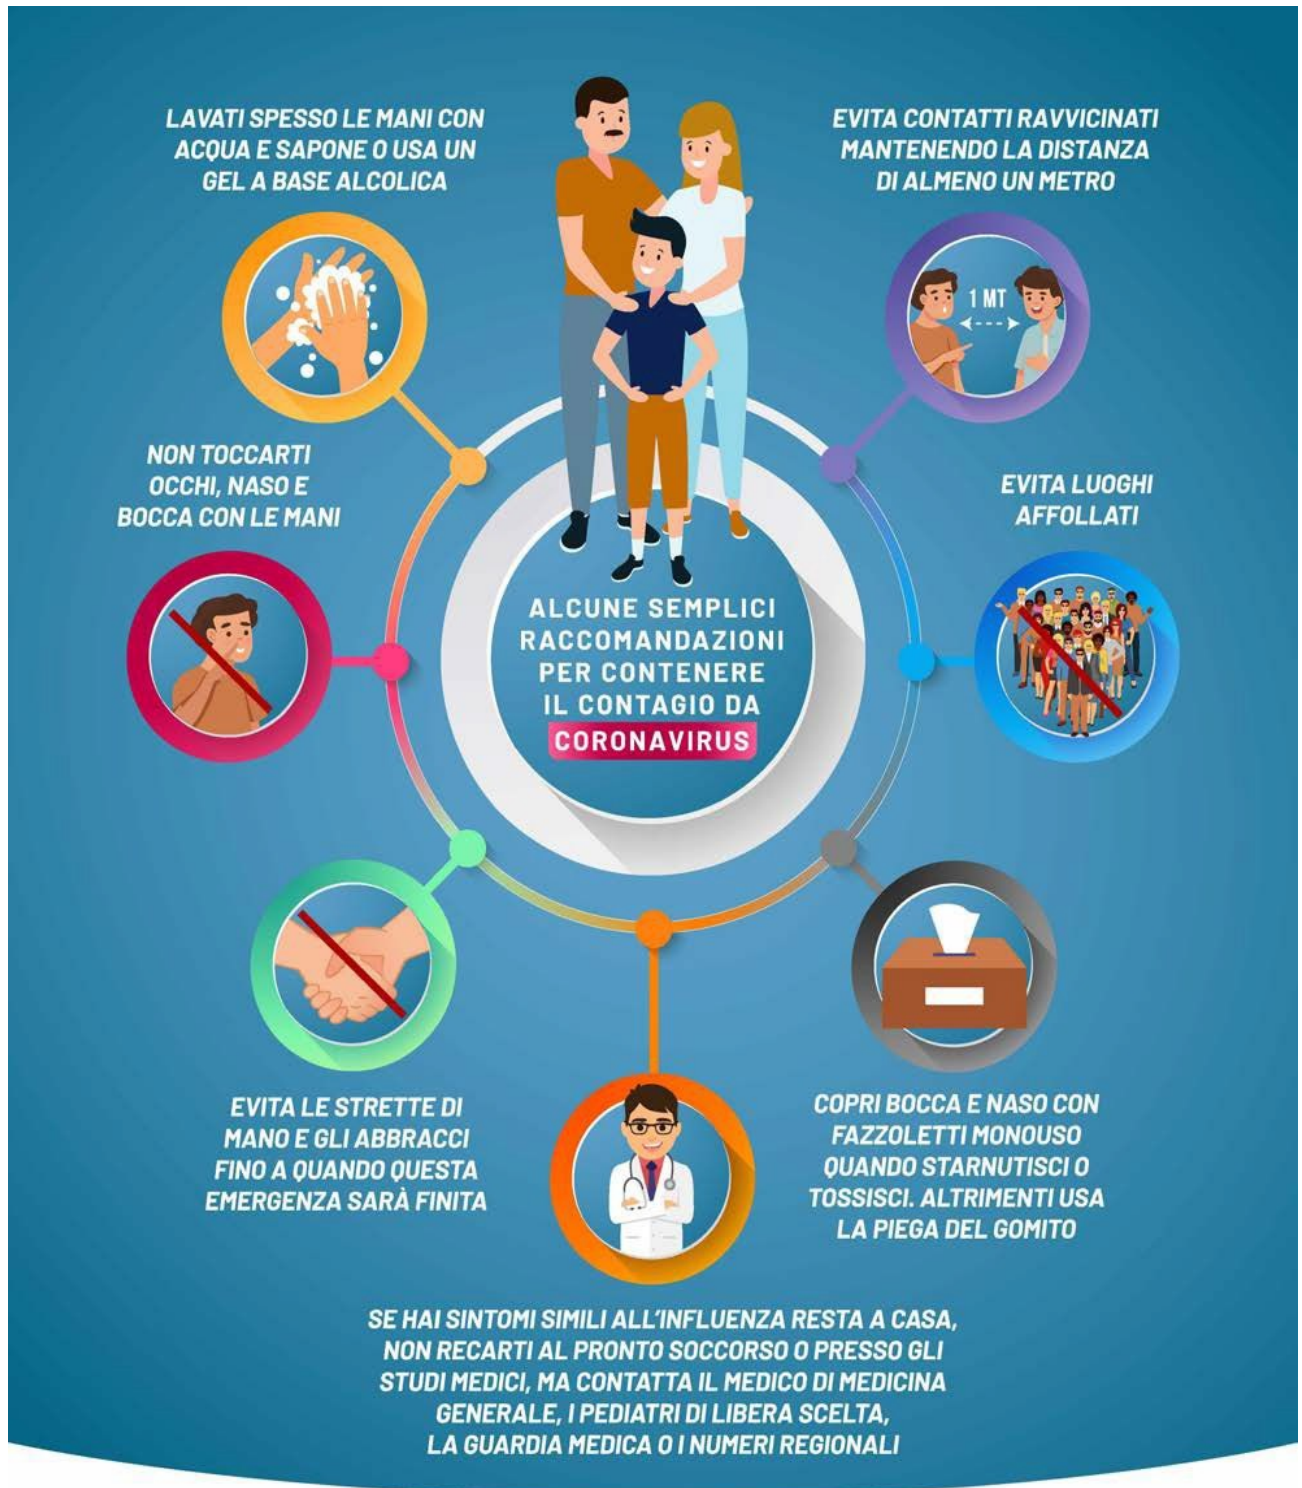 LAVATI SPESSO LE MANI CON
ACQUA E SAPONE O USA UN
GEL A BASE ALCOLICA
EVITA CONTATTI RAVVICINATI
MANTENENDO LA DISTANZA
DI ALMENO UN METRO
1 MT
NON TOCCARTI
OCCHI, NASO E
BOCCA CON LE MANI
EVITA LUOGHI
AFFOLLATI
ALCUNE SEMPLICI
RACCOMANDAZIONI
PER CONTENERE
IL CONTAGIO DA
CORONAVIRUS
EVITA LE STRETTE DI
MANO E GLI ABBRACCI
FINO A QUANDO QUESTA
EMERGENZA SARÀ FINITA
COPRI BOCCA E NASO CON
FAZZOLETTI MONOUSO
QUANDO STARNUTISCI O
TOSSISCI. ALTRIMENTI USA
LA PIEGA DEL GOMITO
SE HAI SINTOMI SIMILI ALL'INFLUENZA RESTA A CASA,
NON RECARTI AL PRONTO SOCCORSO O PRESSO GLI
STUDI MEDICI, MA CONTATTA IL MEDICO DI MEDICINA
GENERALE, I PEDIATRI DI LIBERA SCELTA,
LA GUARDIA MEDICA O I NUMERI REGIONALI